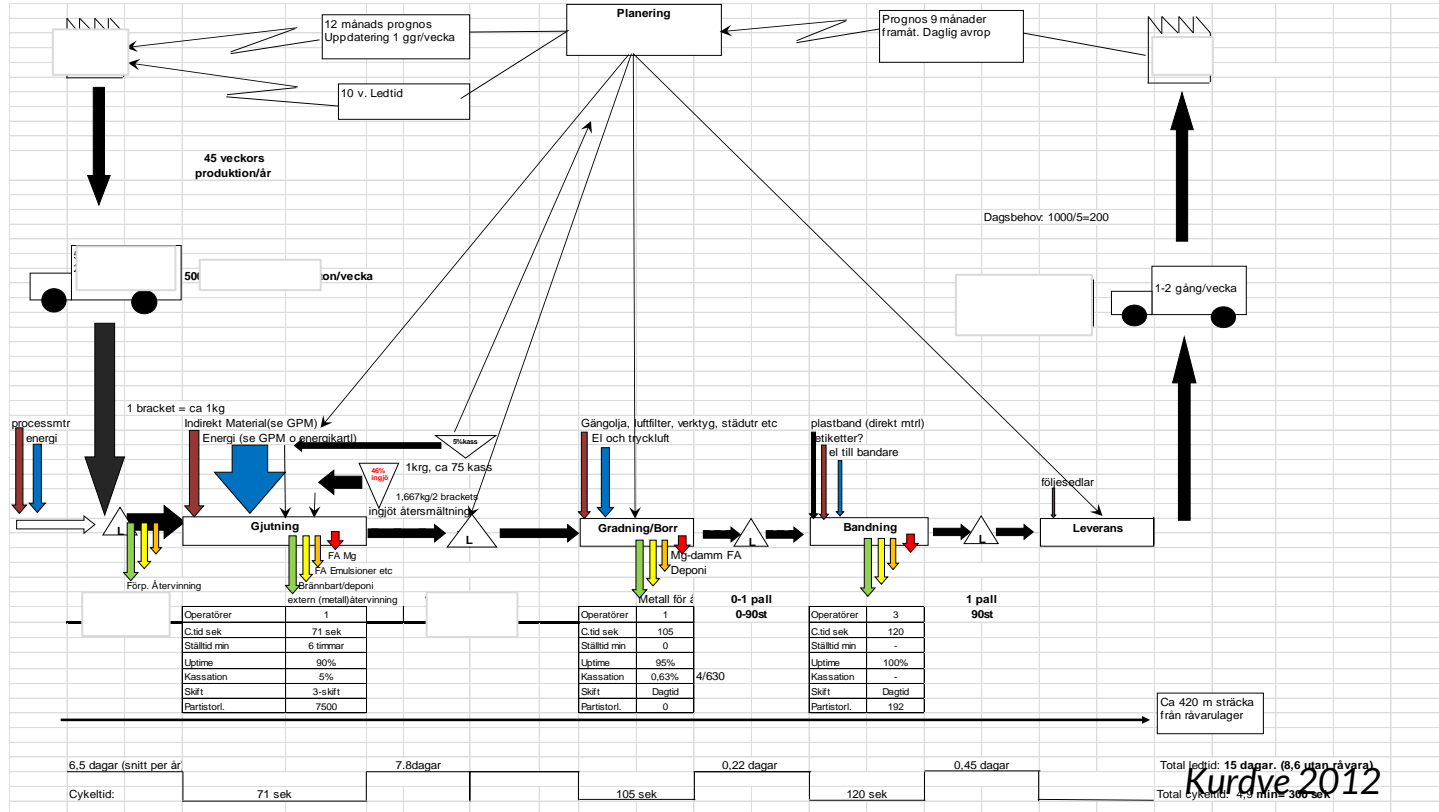 Planering
12 månads prognos
Uppdatering 1 ggr/vecka
Prognos 9 månader
framåt. Daglig avrop
10 v. Ledtid
45 veckors
produktion/år
Dagsbehov: 1000/5=200
on/vecka
1-2 gång/vecka
1 bracket = ca 1kg
processmtr
energi
Indirekt Material(se GPM)
Energi (se GPM o energikartl)
5%kass
46%
ingjö
1krg, ca 75 kass
1,667kg/2 brackets
ingjöt återsmältning
Gängolja, luftfilter, verktyg, städutr etc
El och tryckluft
plastband (direkt mtrl)
etiketter?
el till bandare
följesedlar
L
Gjutning
L
Gradning/Borr
L
Bandning
L
Leverans
FA Mg
FA Emulsioner etc
Brännbart/deponi
extern (metall)återvinning
Förp. Återvinning
Mg-damm FA
Deponi
Metall för
0-1 pall
0-90st
1 pall
90st
Operatörer 1
C.tid sek 71 sek
Ställtid min 6 timmar
Uptime 90%
Kassation 5%
Skift 3-skift
Partistorl. 7500
Operatörer 1
C.tid sek 105
Ställtid min 0
Uptime 95%
Kassation 0,63% 4/630
Skift Dagtid
Partistorl. 0
Operatörer 3
C.tid sek 120
Ställtid min -
Uptime 100%
Kassation -
Skift Dagtid
Partistorl. 192
Ca 420 m sträcka
från råvarulager
6,5 dagar (snitt per år
7.8dagar
0,22 dagar
0,45 dagar
Total ledtid: 15 dagar. (8,6 utan råvara)
Cykeltid:
71 sek
105 sek
120 sek
Total cykeltid: 4,9 min= 300 sek
Kurdve 2012